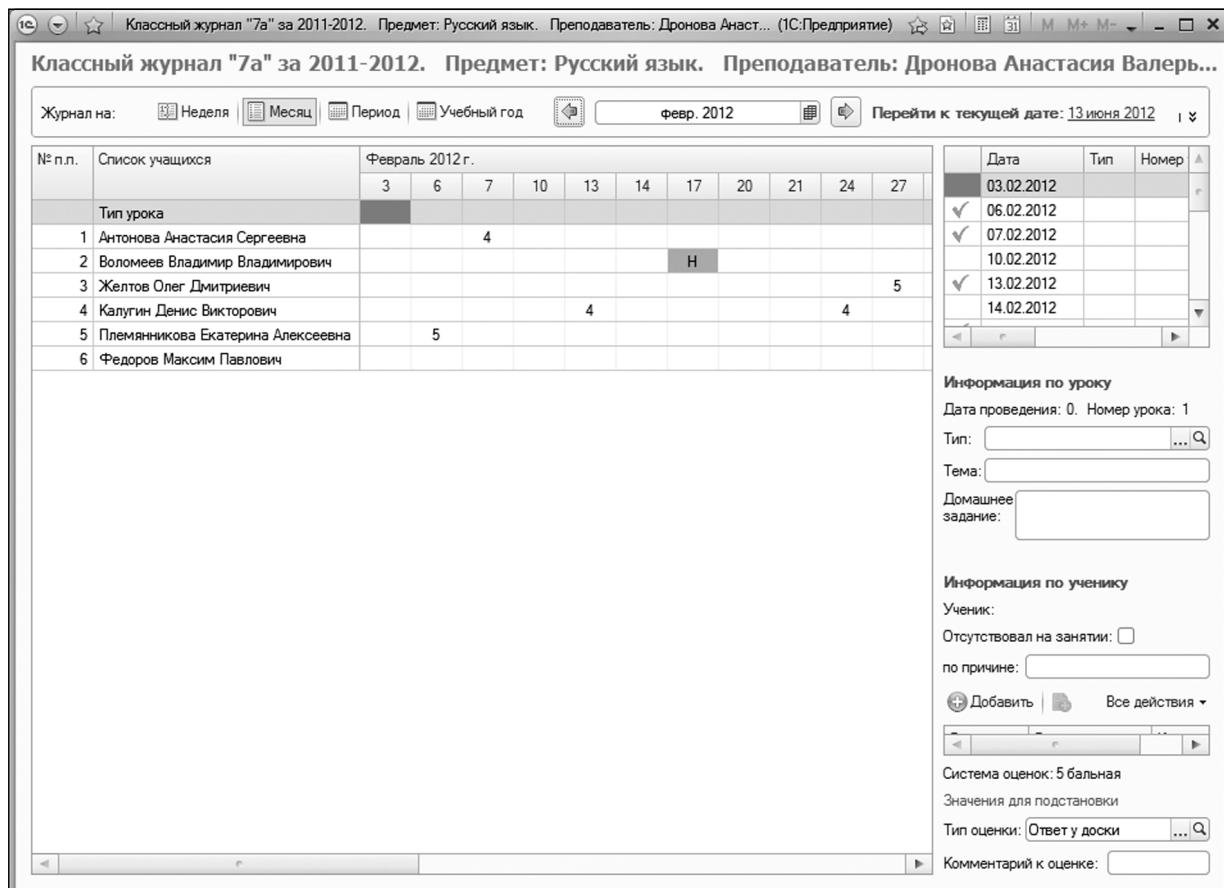 Классный журнал "7а" за 2011-2012. Предмет: Русский язык. Преподаватель: Дронова Анаст... (1С:Предприятие) 31 M M+ M-
Классный журнал "7а" за 2011-2012. Предмет: Русский язык. Преподаватель: Дронова Анастасия Валерь...
Журнал на: Неделя Месяц Период Учебный год февр. 2012 Перейти к текущей дате: 13 июня 2012
№ п.п. Список учащихся Февраль 2012 г.
3 6 7 10 13 14 17 20 21 24 27
Тип урока
1 Антонова Анастасия Сергеевна 4
2 Воломеев Владимир Владимирович Н
3 Желтов Олег Дмитриевич 5
4 Калугин Денис Викторович 4 4
5 Племянникова Екатерина Алексеевна 5
6 Федоров Максим Павлович
Дата Тип Номер
03.02.2012
06.02.2012
07.02.2012
10.02.2012
13.02.2012
14.02.2012
Информация по уроку
Дата проведения: 0. Номер урока: 1
Тип: ...
Тема:
Домашнее
задание:
Информация по ученику
Ученик:
Отсутствовал на занятии:
по причине:
Добавить Все действия
Система оценок: 5 бальная
Значения для подстановки
Тип оценки: Ответ у доски ...
Комментарий к оценке: